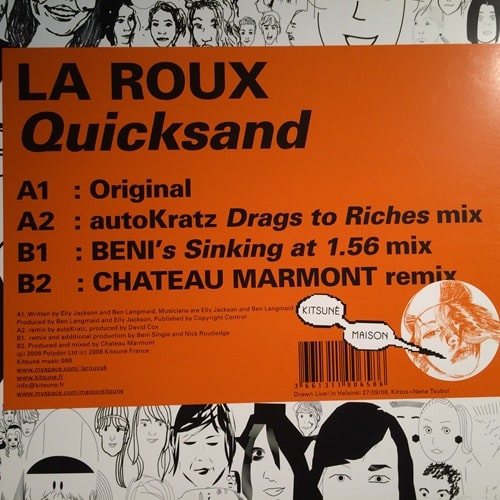 LA ROUX
Quicksand
A1 : Original
A2 : autoKratz Drags to Riches mix
B1 : BENI's Sinking at 1.56 mix
B2 : CHATEAU MARMONT remix
A1. Written by Elly Jackson and Ben Langmaid, Musicians are Elly Jackson and Ben Langmaid
Produced by Ben Langmaid and Elly Jackson, Published by Copyright Control
A2. remix by autoKratz, produced by David Cox
B1. remix and additional production by Beni Single and Nick Routledge
B2. Produced and mixed by Chateau Marmont
(p) 2008 Polydor Ltd (c) 2008 Kitsuné France
Kitsuné music 086
www.myspace.com/larouxuk
www.kitsune.fr
info@kitsune.fr
www.myspace.com/maisonkitsune
KITSUNÉ
MAISON
3661311086586
Drawn Live! in Helsinki 27/09/08, Kittos=Nene Tsuboi